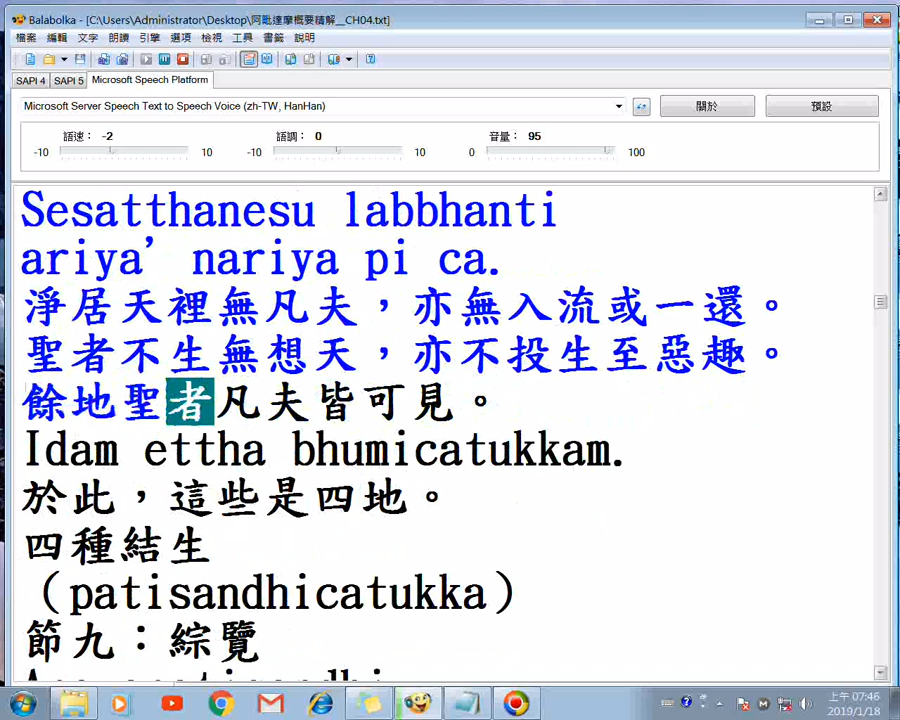 Balabolka - [C:\Users\Administrator\Desktop\阿毗達摩概要精解__CH04.txt]
檔案 編輯 文字 朗讀 引擎 選項 檢視 工具 書籤 說明
SAPI 4 SAPI 5 Microsoft Speech Platform
Microsoft Server Speech Text to Speech Voice (zh-TW, HanHan) 關於 預設
語速： -2 語調： 0 音量： 95
-10 10 -10 10 0 100
Sesatthanesu labbhanti
ariya’ nariya pi ca.
淨居天裡無凡夫，亦無入流或一還。
聖者不生無想天，亦不投生至惡趣。
餘地聖者凡夫皆可見。
Idam ettha bhumicatukkam.
於此，這些是四地。
四種結生
（patisandhicatukka）
節九：綜覽
上午 07:46
2019/1/18